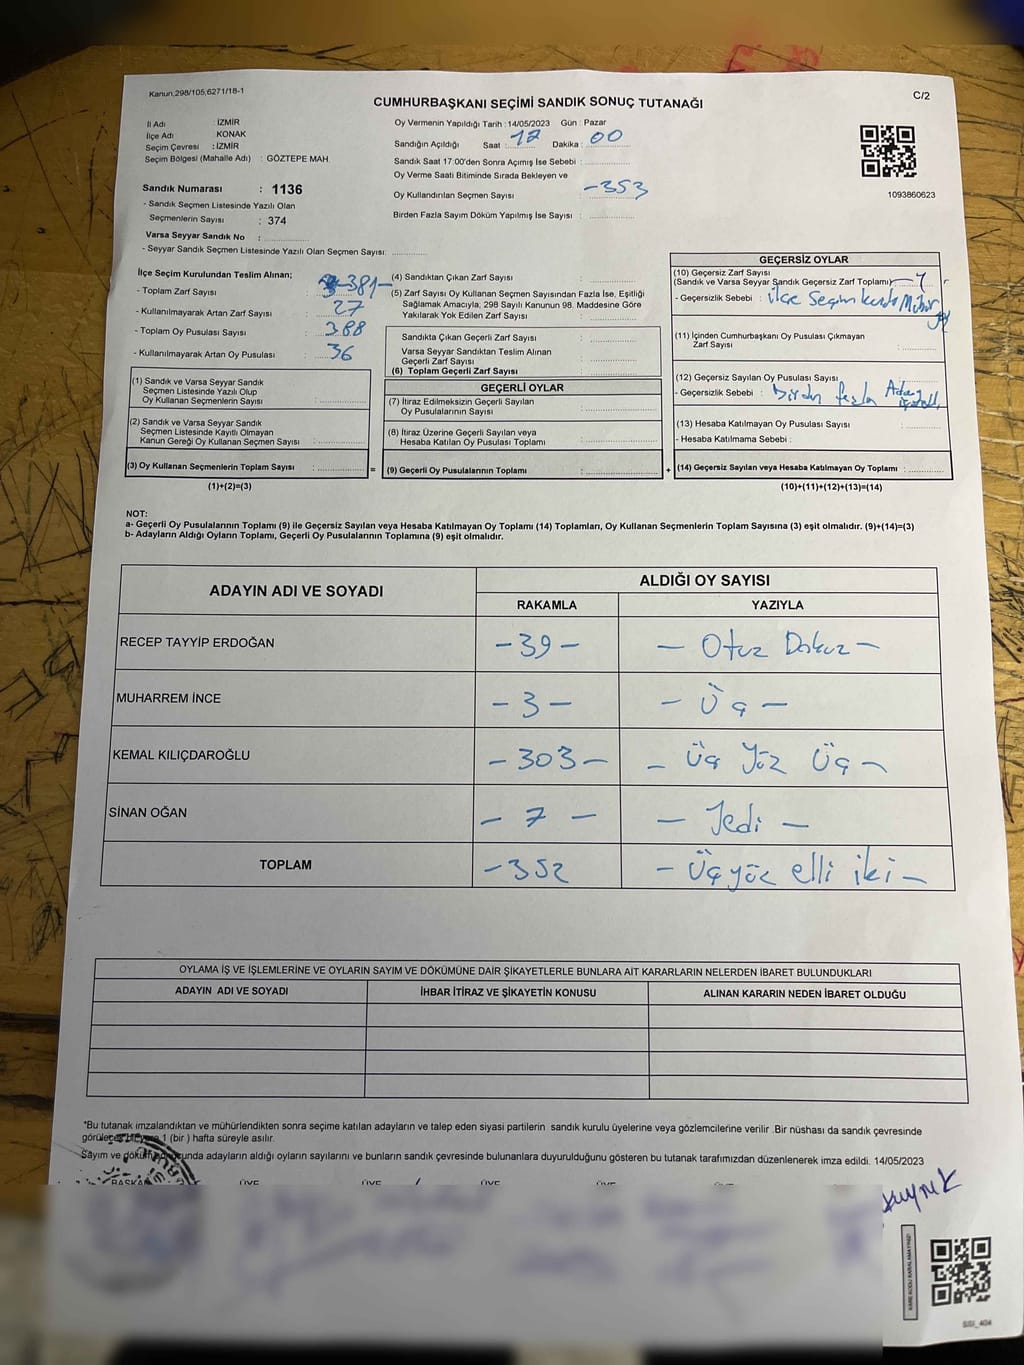 Kanun,298/105,6271/18-1
C/2
CUMHURBAŞKANI SEÇİMİ SANDIK SONUÇ TUTANAĞI
İl Adı : İZMİR
İlçe Adı : KONAK
Seçim Çevresi : İZMİR
Seçim Bölgesi (Mahalle Adı) : GÖZTEPE MAH.
Oy Vermenin Yapıldığı Tarih : 14/05/2023 Gün : Pazar
Sandığın Açıldığı Saat : Dakika : 00
Sandık Saat 17.00'den Sonra Açımış İse Sebebi :
Oy Verme Saati Bitiminde Sırada Bekleyen ve
Oy Kullandırılan Seçmen Sayısı : -353
Birden Fazla Sayım Döküm Yapılmış İse Sayısı :
1093860623
Sandık Numarası : 1136
- Sandık Seçmen Listesinde Yazılı Olan
Seçmenlerin Sayısı : 374
Varsa Seyyar Sandık No :
- Seyyar Sandık Seçmen Listesinde Yazılı Olan Seçmen Sayısı:
İlçe Seçim Kurulundan Teslim Alınan;
- Toplam Zarf Sayısı : -381-
- Kullanılmayarak Artan Zarf Sayısı : 27
- Toplam Oy Pusulası Sayısı : 388
- Kullanılmayarak Artan Oy Pusulası : 36
(1) Sandık ve Varsa Seyyar Sandık
Seçmen Listesinde Yazılı Olup
Oy Kullanan Seçmenlerin Sayısı :
(2) Sandık ve Varsa Seyyar Sandık
Seçmen Listesinde Kayıtlı Olmayan
Kanun Gereği Oy Kullanan Seçmen Sayısı :
(3) Oy Kullanan Seçmenlerin Toplam Sayısı : =
(1)+(2)=(3)
(4) Sandıktan Çıkan Zarf Sayısı :
(5) Zarf Sayısı Oy Kullanan Seçmen Sayısından Fazla İse, Eşitliği
Sağlamak Amacıyla, 298 Sayılı Kanunun 98. Maddesine Göre
Yakılarak Yok Edilen Zarf Sayısı :
Sandıkta Çıkan Geçerli Zarf Sayısı :
Varsa Seyyar Sandıktan Teslim Alınan
Geçerli Zarf Sayısı :
(6) Toplam Geçerli Zarf Sayısı :
GEÇERLİ OYLAR
(7) İtiraz Edilmeksizin Geçerli Sayılan
Oy Pusulalarının Sayısı :
(8) İtiraz Üzerine Geçerli Sayılan veya
Hesaba Katılan Oy Pusulası Toplamı :
(9) Geçerli Oy Pusulalarının Toplamı : +
GEÇERSİZ OYLAR
(10) Geçersiz Zarf Sayısı
(Sandık ve Varsa Seyyar Sandık Geçersiz Zarf Toplamı)
- Geçersizlik Sebebi : ilçe Seçim
(11) İçinden Cumhurbaşkanı Oy Pusulası Çıkmayan
Zarf Sayısı :
(12) Geçersiz Sayılan Oy Pusulası Sayısı :
- Geçersizlik Sebebi : Birden fazla
(13) Hesaba Katılmayan Oy Pusulası Sayısı :
- Hesaba Katılmama Sebebi :
(14) Geçersiz Sayılan veya Hesaba Katılmayan Oy Toplamı :
(10)+(11)+(12)+(13)=(14)
NOT:
a- Geçerli Oy Pusulalarının Toplamı (9) ile Geçersiz Sayılan veya Hesaba Katılmayan Oy Toplamı (14) Toplamları, Oy Kullanan Seçmenlerin Toplam Sayısına (3) eşit olmalıdır. (9)+(14)=(3)
b- Adayların Aldığı Oyların Toplamı, Geçerli Oy Pusulalarının Toplamına (9) eşit olmalıdır.
ADAYIN ADI VE SOYADI
ALDIĞI OY SAYISI
RAKAMLA YAZIYLA
RECEP TAYYİP ERDOĞAN -39- - Otuz Dokuz -
MUHARREM İNCE -3- - Üç -
KEMAL KILIÇDAROĞLU -303- - Üç Yüz Üç -
SİNAN OĞAN - 7 - - Yedi -
TOPLAM -352 - Üçyüz elli iki -
OYLAMA İŞ VE İŞLEMLERİNE VE OYLARIN SAYIM VE DÖKÜMÜNE DAİR ŞİKAYETLERLE BUNLARA AİT KARARLARIN NELERDEN İBARET BULUNDUKLARI
ADAYIN ADI VE SOYADI İHBAR İTİRAZ VE ŞİKAYETİN KONUSU ALINAN KARARIN NEDEN İBARET OLDUĞU
*Bu tutanak imzalandıktan ve mühürlendikten sonra seçime katılan adayların ve talep eden siyasi partilerin sandık kurulu üyelerine veya gözlemcilerine verilir .Bir nüshası da sandık çevresinde
1 (bir ) hafta süreyle asılır.
Sayım ve adayların aldığı oyların sayılarını ve bunların sandık çevresinde bulunanlara duyurulduğunu gösteren bu tutanak tarafımızdan düzenlenerek imza edildi. 14/05/2023
ÜYE ÜYE ÜYE ÜYE